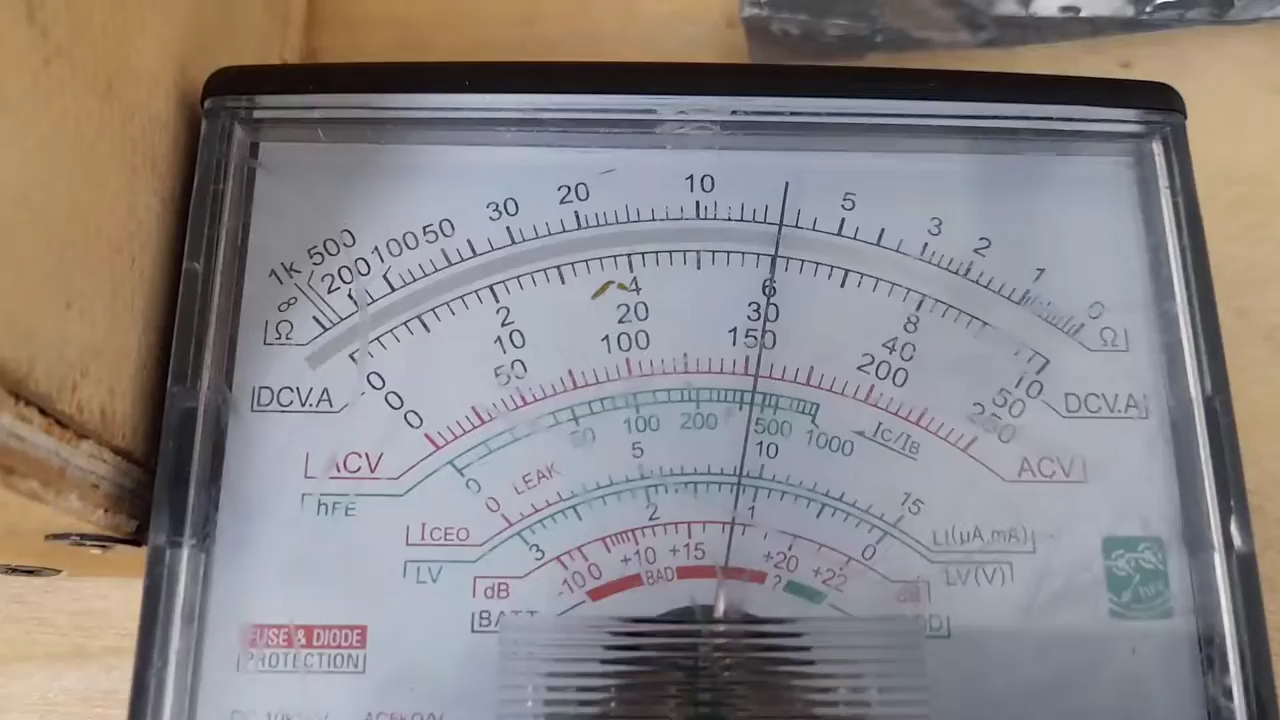 1k 500 200 100 50 30 20 10 5 3 2 1 0
∞
Ω Ω
0 2 4 6 8 10
0 10 20 30 40 50
0 50 100 150 200 250
DCV.A DCV.A
ACV ACV
0 50 100 200 500 1000 Ic/IB
hFE
0 LEAK 5 10 15
ICEO LI(µA,mA)
3 2 1 0
LV LV(V)
-10 0 +10 +15 +20 +22
dB dB
BAD ?
FUSE & DIODE
PROTECTION
hFE